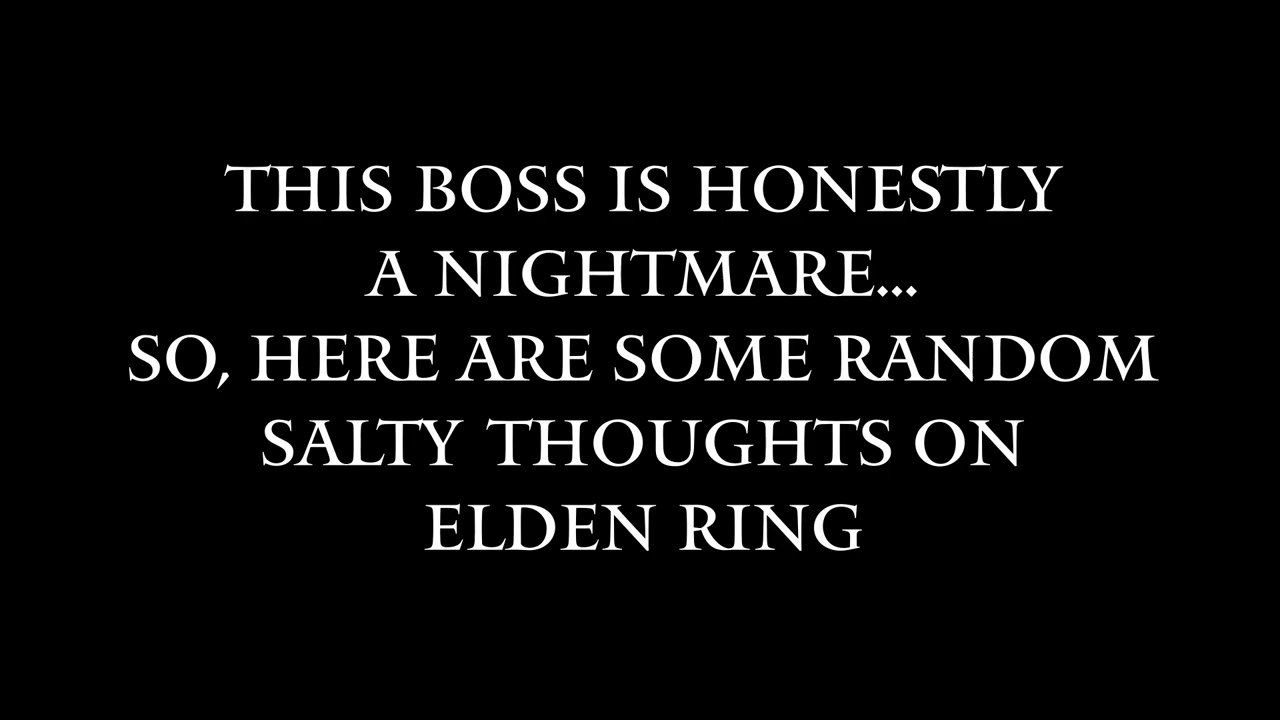 THIS BOSS IS HONESTLY
A NIGHTMARE...
SO, HERE ARE SOME RANDOM
SALTY THOUGHTS ON
ELDEN RING